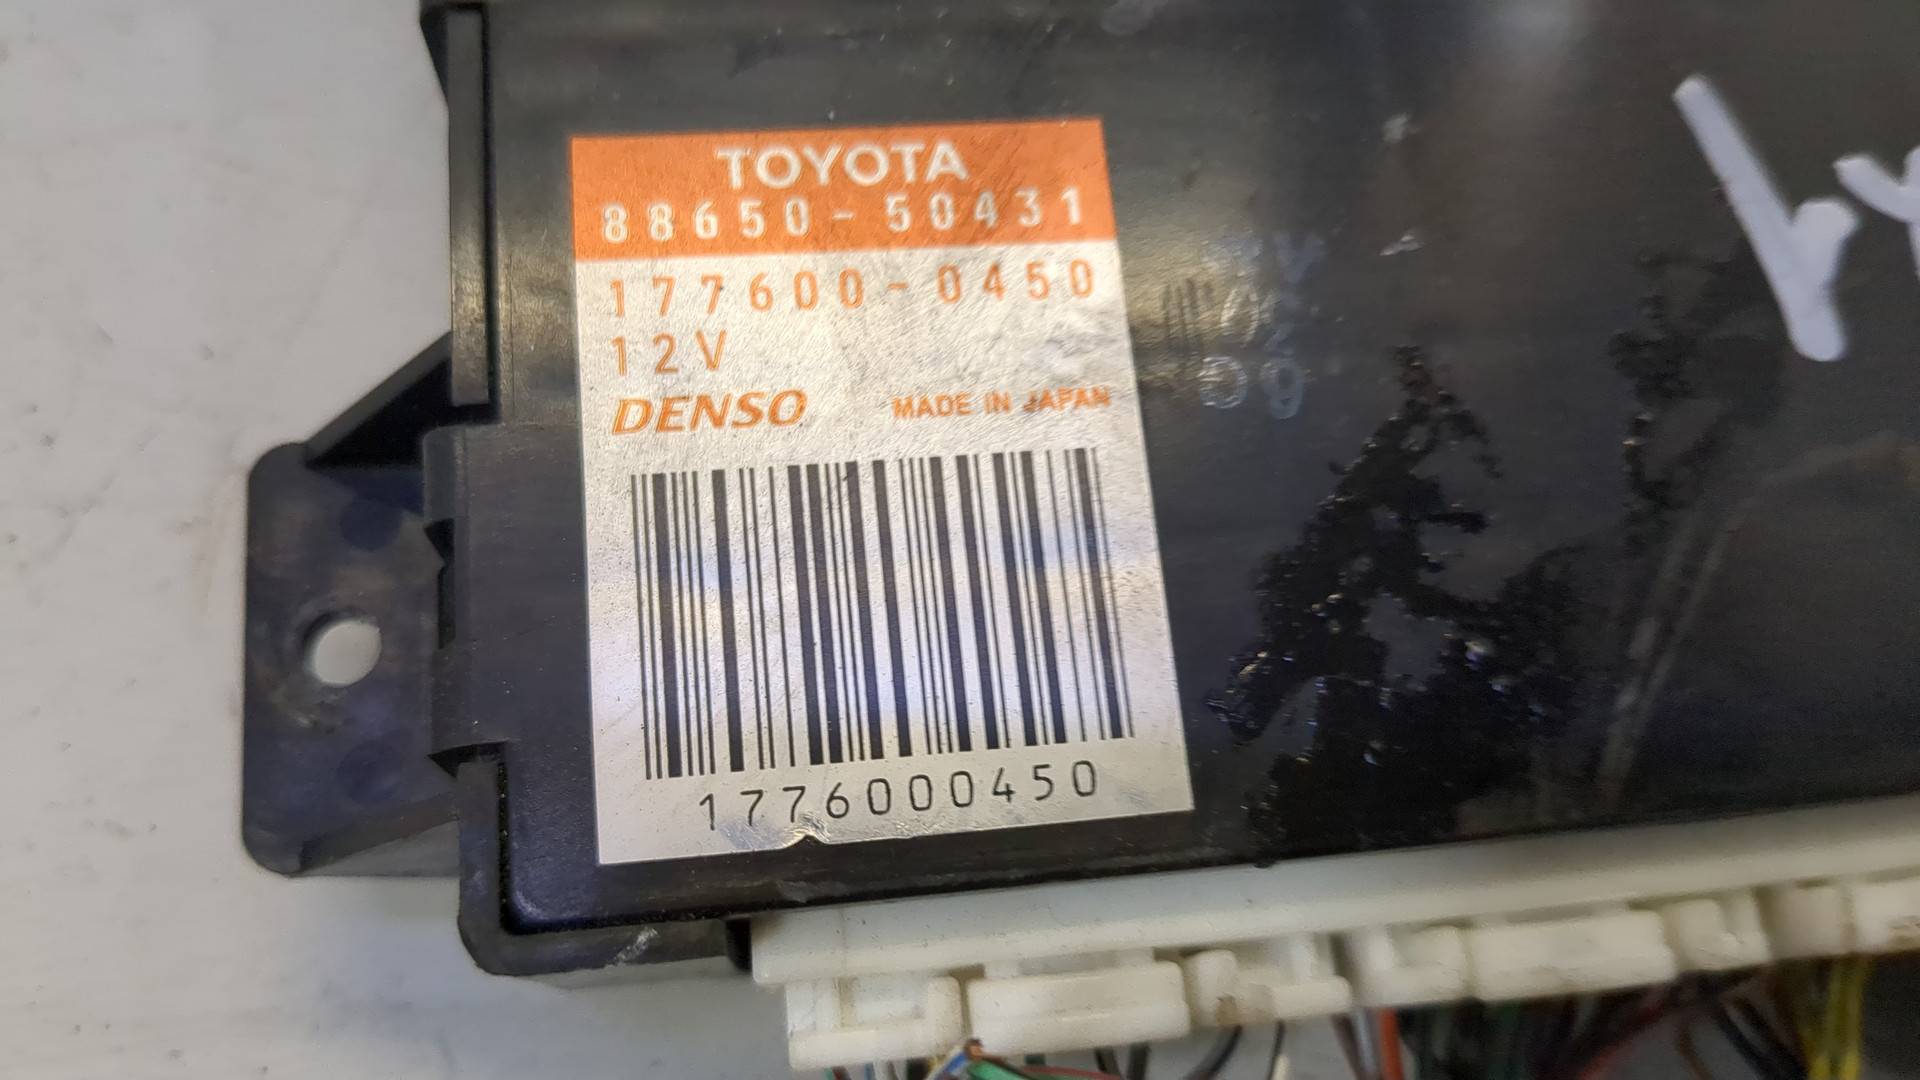 TOYOTA
88650-50431
177600-0450
12V
DENSO MADE IN JAPAN
1776000450